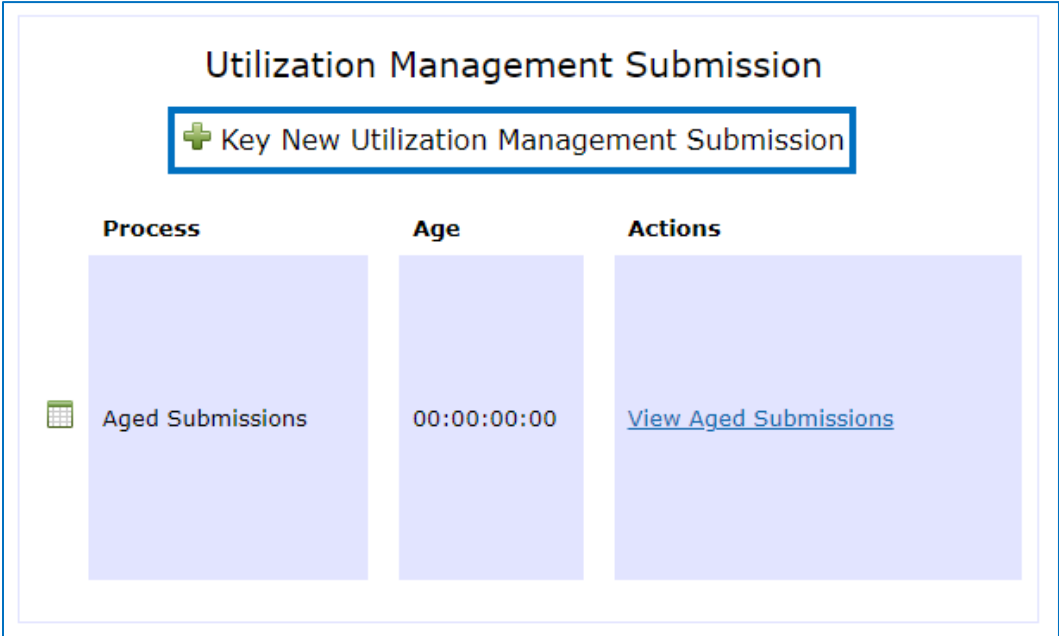 Utilization Management Submission
Key New Utilization Management Submission
Process Age Actions
Aged Submissions 00:00:00:00 View Aged Submissions